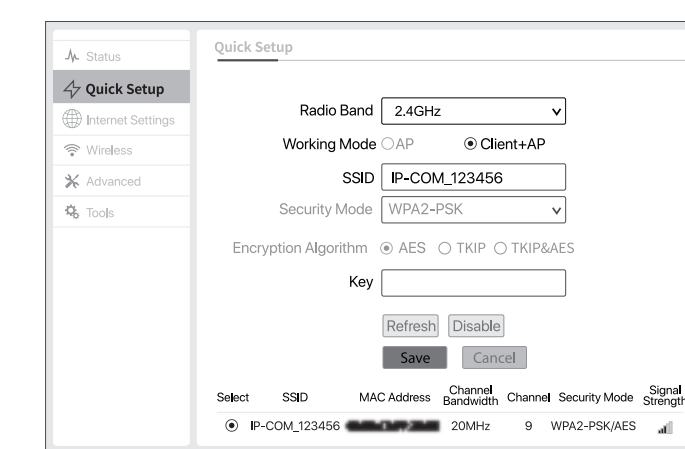 Quick Setup
Status
Quick Setup
Internet Settings
Wireless
Advanced
Tools
Radio Band 2.4GHz
Working Mode AP Client+AP
SSID IP-COM_123456
Security Mode WPA2-PSK
Encryption Algorithm AES TKIP TKIP&AES
Key
Refresh Disable
Save Cancel
Select SSID MAC Address Channel Bandwidth Channel Security Mode Signal Strength
IP-COM_123456 20MHz 9 WPA2-PSK/AES